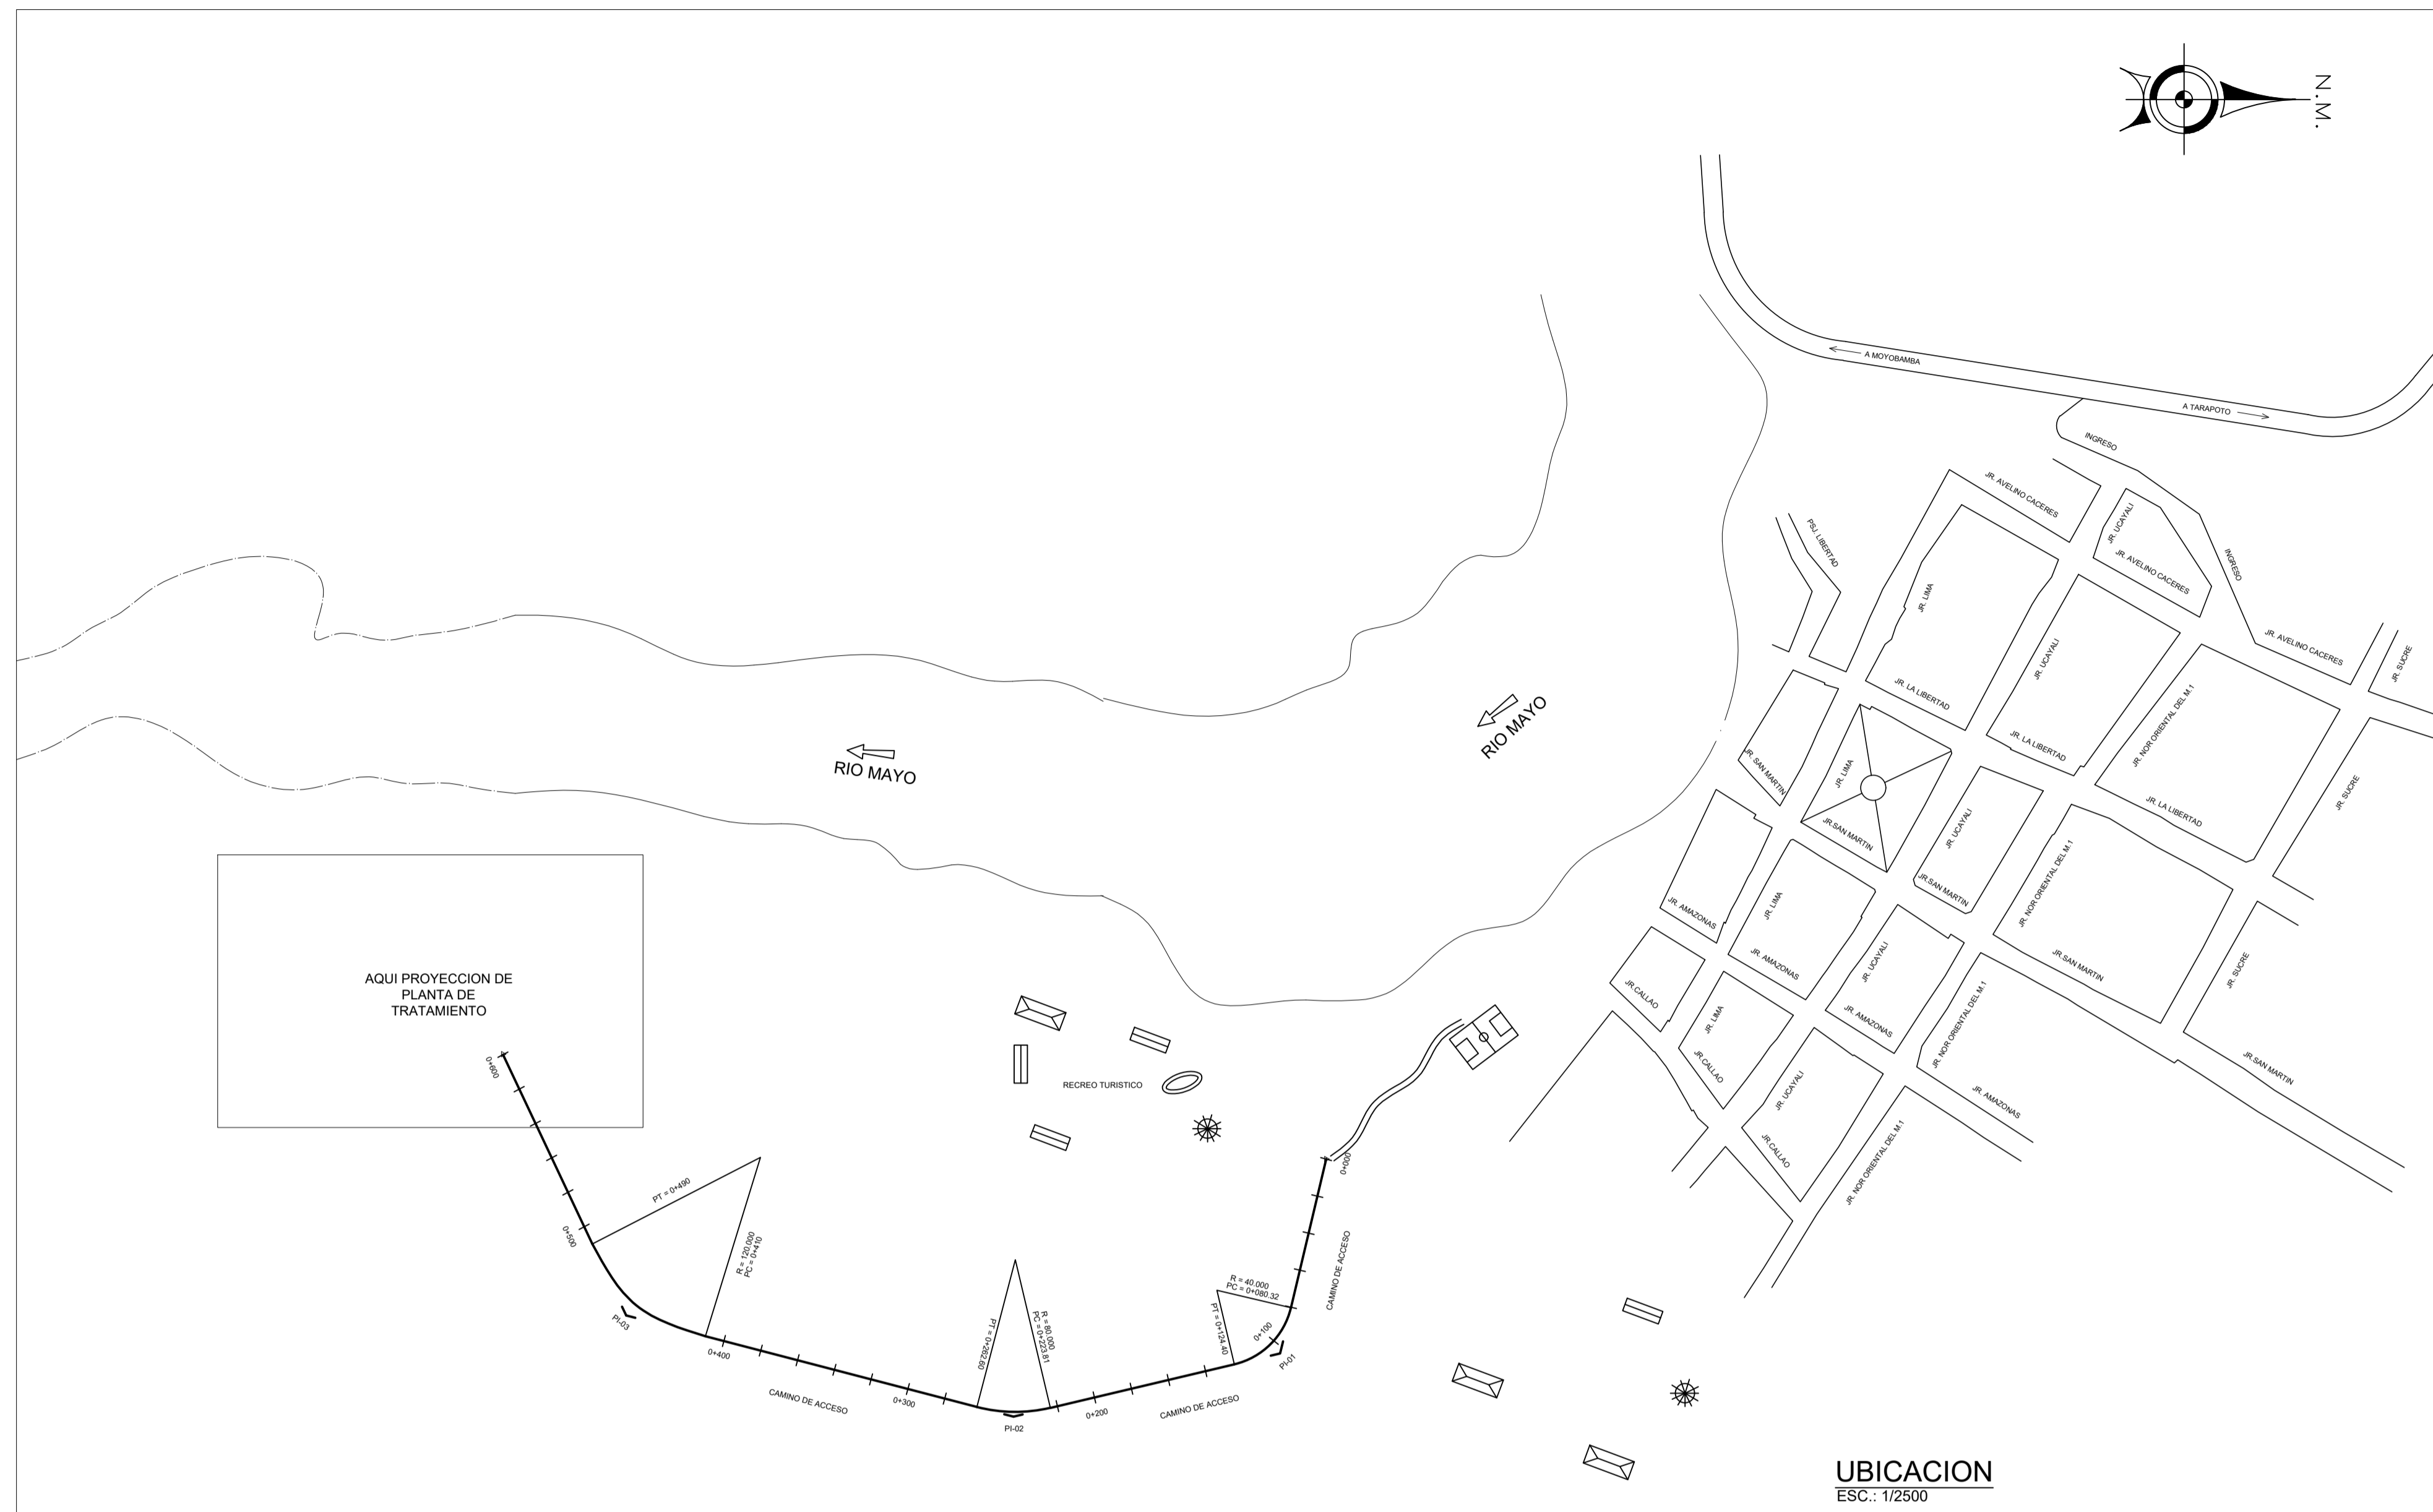 N.M.
A MOYOBAMBA
A TARAPOTO
INGRESO
JR. AVELINO CACERES
JR. UCAYALI
JR. AVELINO CACERES
INGRESO
PSJ. LIBERTAD
JR. LIMA
JR. UCAYALI
JR. AVELINO CACERES
JR. SUCRE
JR. LA LIBERTAD
JR. NOR ORIENTAL DEL M.1
JR. LA LIBERTAD
RIO MAYO
RIO MAYO
JR. SAN MARTIN
JR. LIMA
JR. SUCRE
JR. LA LIBERTAD
JR.SAN MARTIN
JR. UCAYALI
JR. NOR ORIENTAL DEL M.1
JR.SAN MARTIN
JR. AMAZONAS
JR. LIMA
JR. AMAZONAS
JR. UCAYALI
JR.SAN MARTIN
JR. SUCRE
AQUI PROYECCION DE
PLANTA DE
TRATAMIENTO
JR.CALLAO
JR. LIMA
JR. AMAZONAS
JR. NOR ORIENTAL DEL M.1
JR.SAN MARTIN
JR.CALLAO
JR. UCAYALI
JR. AMAZONAS
RECREO TURISTICO
0+600
JR.CALLAO
JR. NOR ORIENTAL DEL M.1
0+000
PT = 0+490
0+500
R = 120.000
PC = 0+410
CAMINO DE ACCESO
R = 40.000
PC = 0+080.32
PT = 0+124.40
0+100
PI-01
PI-03
0+400
PT = 0+262.60
R = 80.000
PC = 0+223.81
CAMINO DE ACCESO
0+300
PI-02
0+200
CAMINO DE ACCESO
UBICACION
ESC.: 1/2500